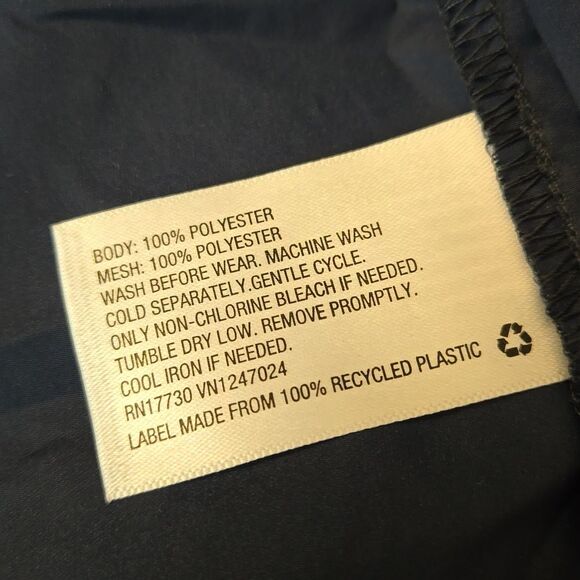 BODY: 100% POLYESTER
MESH: 100% POLYESTER
WASH BEFORE WEAR. MACHINE WASH
COLD SEPARATELY.GENTLE CYCLE.
ONLY NON-CHLORINE BLEACH IF NEEDED.
TUMBLE DRY LOW. REMOVE PROMPTLY.
COOL IRON IF NEEDED.
RN17730 VN1247024
LABEL MADE FROM 100% RECYCLED PLASTIC